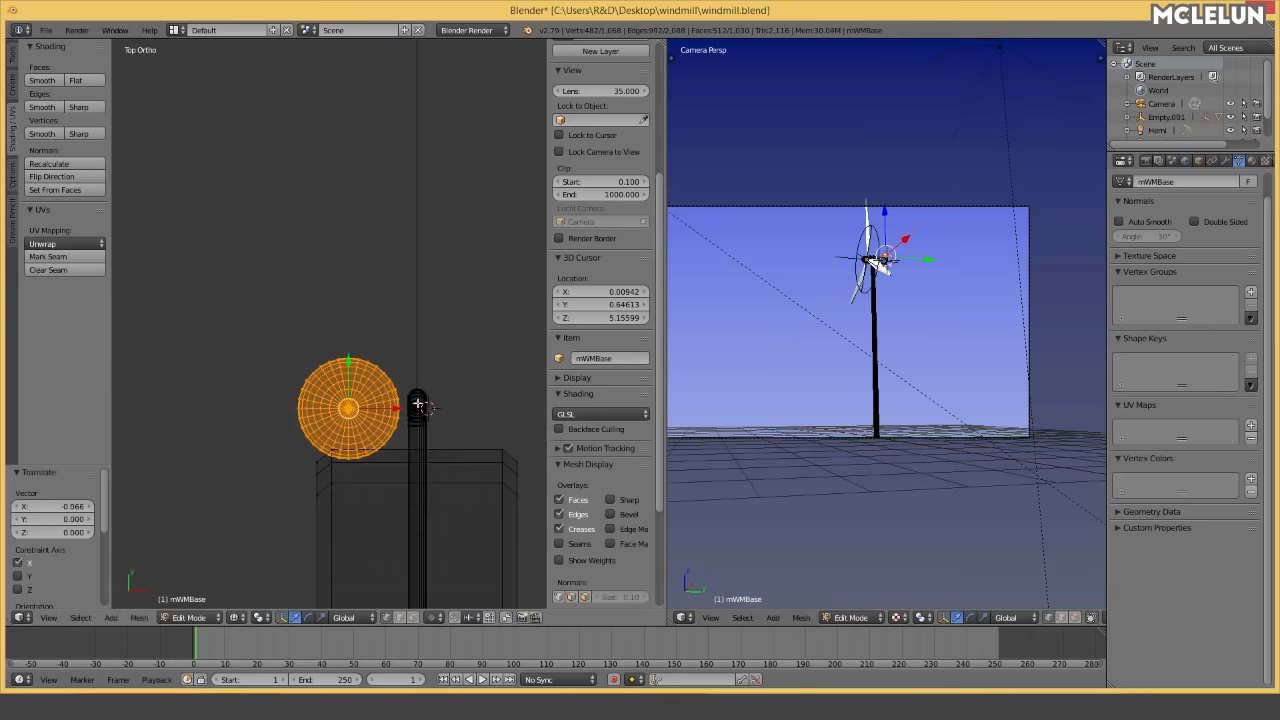 Blender* [C:\Users\R&D\Desktop\windmill\windmill.blend]
MCLELUN
File Render Window Help Default Scene Blender Render v2.79 | Verts:482/1,068 | Edges:992/2,088 | Faces:512/1,030 | Tris:2,116 | Mem:30.04M | mWMBase
Shading
Faces:
Smooth Flat
Edges:
Smooth Sharp
Vertices:
Smooth Sharp
Normals:
Recalculate
Flip Direction
Set From Faces
UVs
UV Mapping:
Unwrap
Mark Seam
Clear Seam
Tools
Create
Shading / UVs
Options
Grease Pencil
Translate
Vector
X: -0.066
Y: 0.000
Z: 0.000
Constraint Axis
X
Y
Z
Orientation
Top Ortho
(1) mWMBase
View Select Add Mesh Edit Mode Global
New Layer
View
Lens: 35.000
Lock to Object:
Lock to Cursor
Lock Camera to View
Clip:
Start: 0.100
End: 1000.000
Local Camera:
Camera
Render Border
3D Cursor
Location:
X: 0.00942
Y: 0.64613
Z: 5.15599
Item
mWMBase
Display
Shading
GLSL
Backface Culling
Motion Tracking
Mesh Display
Overlays:
Faces Sharp
Edges Bevel
Creases Edge Ma
Seams Face Ma
Show Weights
Normals:
Size: 0.10
Camera Persp
(1) mWMBase
View Select Add Mesh Edit Mode Global
View Search All Scenes
Scene
RenderLayers
World
Camera
Empty.001
Hemi
mWMBase F
Normals
Auto Smooth Double Sided
Angle: 30°
Texture Space
Vertex Groups
Shape Keys
UV Maps
Vertex Colors
Geometry Data
Custom Properties
-50 -40 -30 -20 -10 0 10 20 30 40 50 60 70 80 90 100 110 120 130 140 150 160 170 180 190 200 210 220 230 240 250 260 270 280
View Marker Frame Playback Start: 1 End: 250 1 No Sync